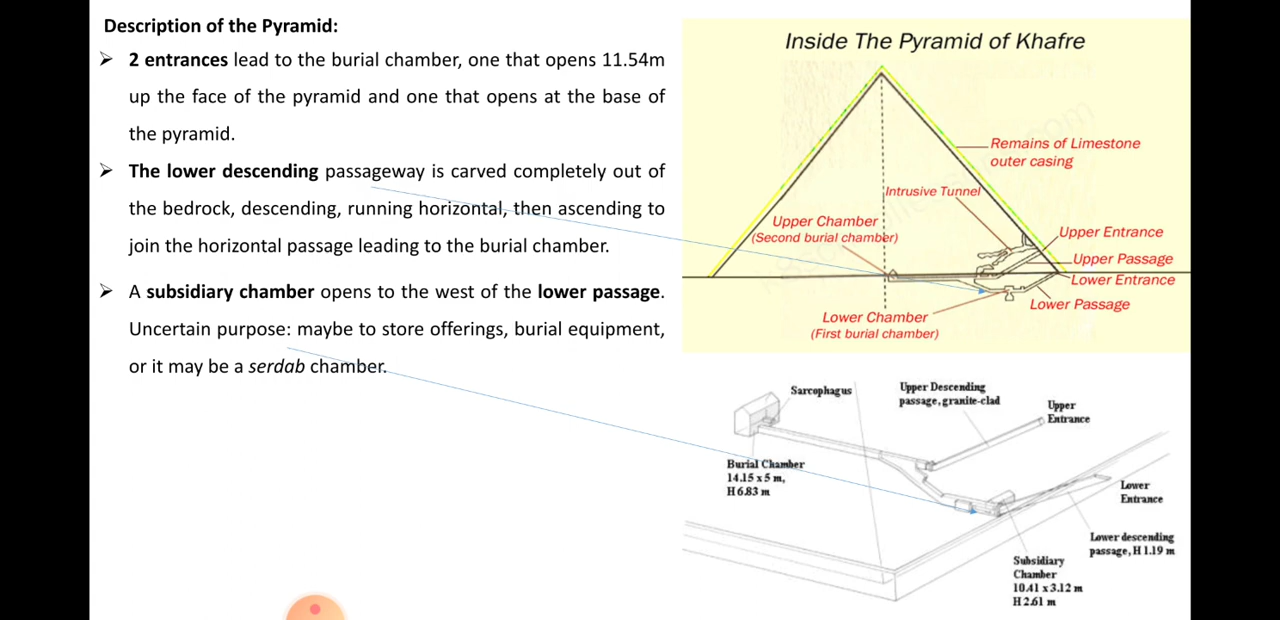 Description of the Pyramid:
➢ 2 entrances lead to the burial chamber, one that opens 11.54m
up the face of the pyramid and one that opens at the base of
the pyramid.
➢ The lower descending passageway is carved completely out of
the bedrock, descending, running horizontal, then ascending to
join the horizontal passage leading to the burial chamber.
➢ A subsidiary chamber opens to the west of the lower passage.
Uncertain purpose: maybe to store offerings, burial equipment,
or it may be a serdab chamber.
Inside The Pyramid of Khafre
Remains of Limestone
outer casing
Intrusive Tunnel
Upper Chamber
(Second burial chamber)
Upper Entrance
Upper Passage
Lower Entrance
Lower Passage
Lower Chamber
(First burial chamber)
Sarcophagus
Upper Descending
passage, granite-clad
Upper
Entrance
Burial Chamber
14.15 x 5 m,
H 6.83 m
Lower
Entrance
Lower descending
passage, H 1.19 m
Subsidiary
Chamber
10.41 x 3.12 m
H 2.61 m